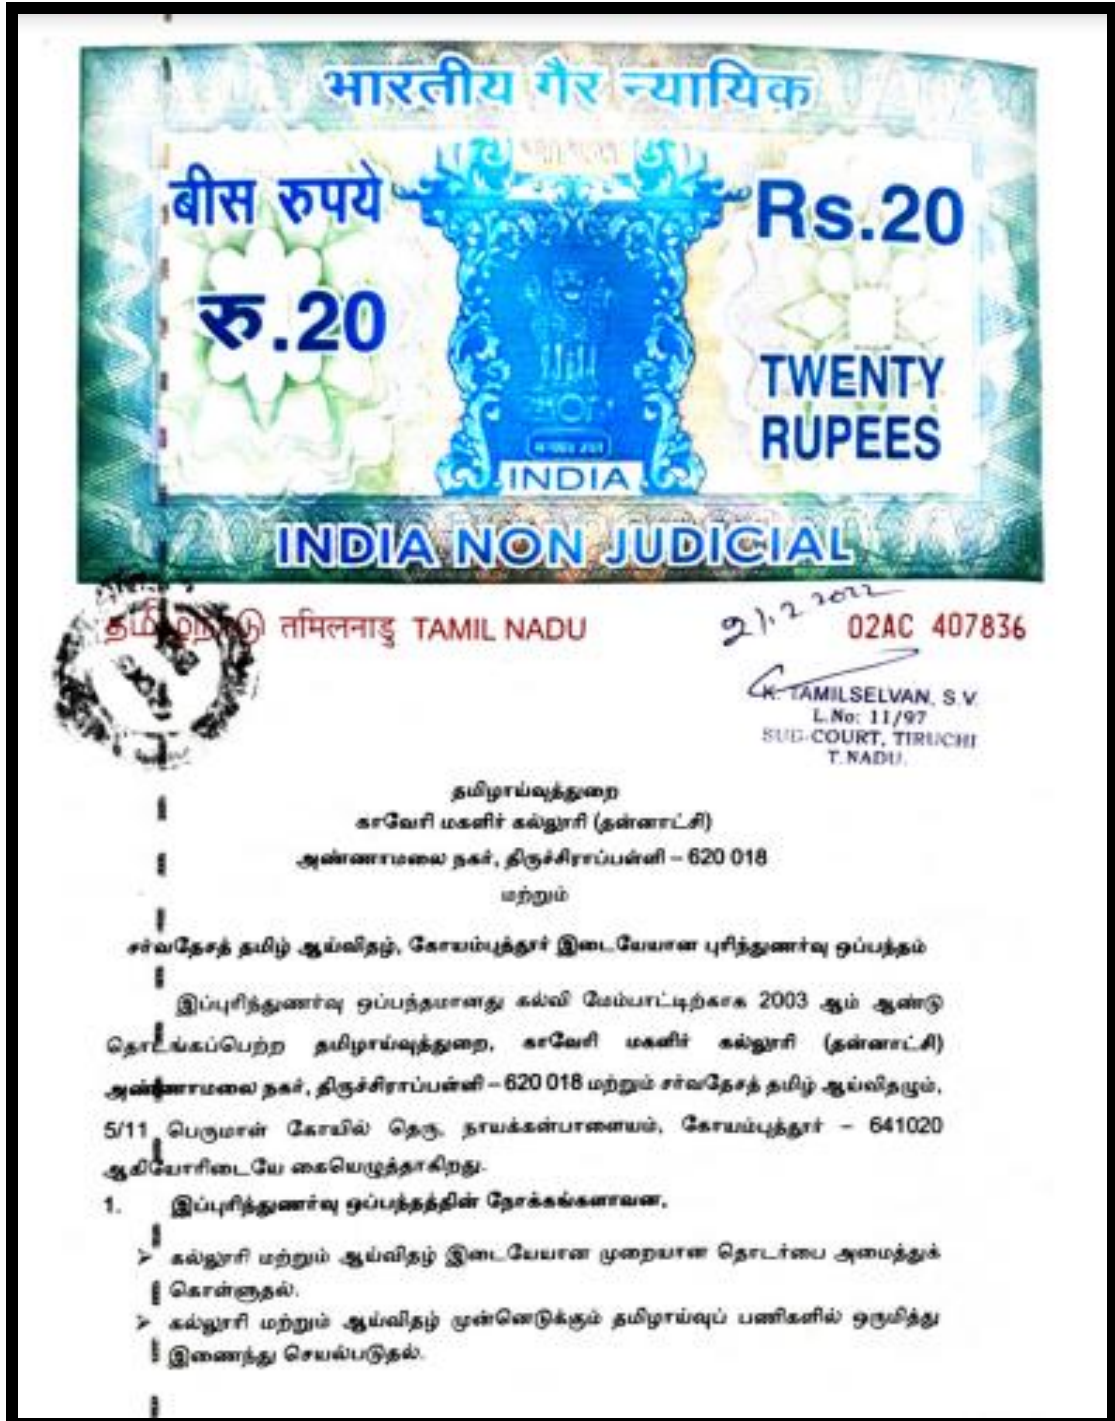 भारतीय गैर न्यायिक
बीस रुपये
Rs.20
रु.20
TWENTY
RUPEES
INDIA
INDIA NON JUDICIAL
தமிழ்நாடு तमिलनाडु TAMIL NADU
21.2.2022
02AC 407836
K. TAMILSELVAN, S.V.
L.No: 11/97
SUB-COURT, TIRUCHI
T.NADU.
தமிழாய்வுத்துறை
காவேரி மகளிர் கல்லூரி (தன்னாட்சி)
அண்ணாமலை நகர், திருச்சிராப்பள்ளி – 620 018
மற்றும்
சர்வதேசத் தமிழ் ஆய்விதழ், கோயம்புத்தூர் இடையேயான புரிந்துணர்வு ஒப்பந்தம்
இப்புரிந்துணர்வு ஒப்பந்தமானது கல்வி மேம்பாட்டிற்காக 2003 ஆம் ஆண்டு
தொடங்கப்பெற்ற தமிழாய்வுத்துறை, காவேரி மகளிர் கல்லூரி (தன்னாட்சி)
அண்ணாமலை நகர், திருச்சிராப்பள்ளி – 620 018 மற்றும் சர்வதேசத் தமிழ் ஆய்விதழும்,
5/11 பெருமாள் கோயில் தெரு, நாயக்கன்பாளையம், கோயம்புத்தூர் – 641020
ஆகியோரிடையே கையெழுத்தாகிறது.
1. இப்புரிந்துணர்வு ஒப்பந்தத்தின் நோக்கங்களாவன,
➢ கல்லூரி மற்றும் ஆய்விதழ் இடையேயான முறையான தொடர்பை அமைத்துக்
கொள்ளுதல்.
➢ கல்லூரி மற்றும் ஆய்விதழ் முன்னெடுக்கும் தமிழாய்வுப் பணிகளில் ஒருமித்து
இணைந்து செயல்படுதல்.